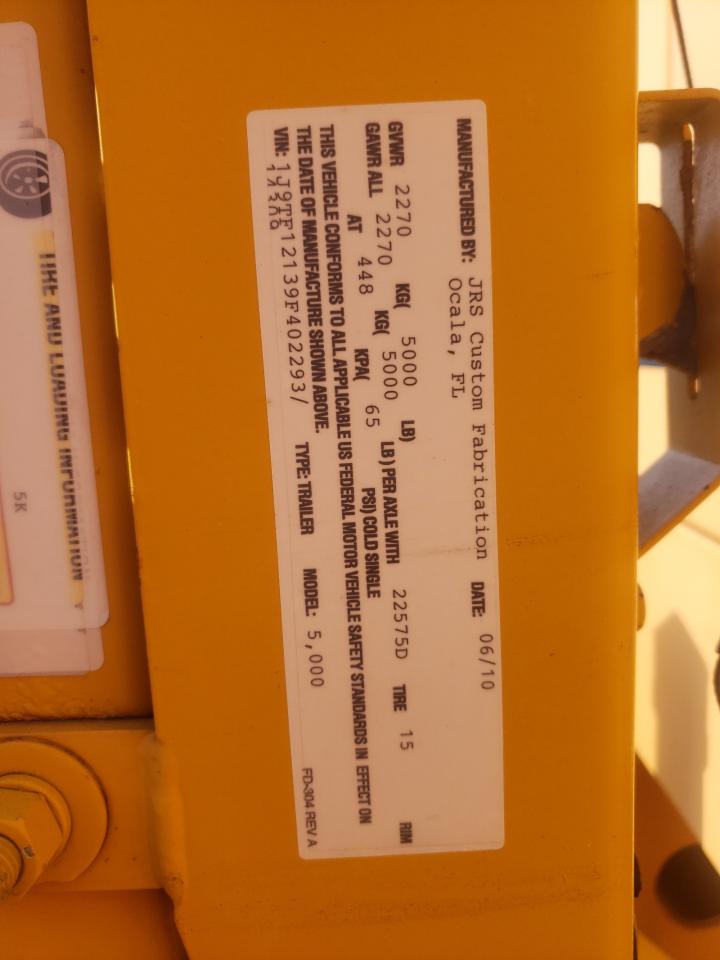 MANUFACTURED BY: JRS Custom Fabrication DATE: 06/10
Ocala, FL
GVWR 2270 KG( 5000 LB)
GAWR ALL 2270 KG( 5000 LB) PER AXLE WITH 22575D TIRE 15 RIM
AT 448 KPA( 65 PSI) COLD SINGLE
THIS VEHICLE CONFORMS TO ALL APPLICABLE US FEDERAL MOTOR VEHICLE SAFETY STANDARDS IN EFFECT ON
THE DATE OF MANUFACTURE SHOWN ABOVE.
VIN: 1J9TF12139F402293/ TYPE: TRAILER MODEL: 5,000
FD-304 REV A
TIRE AND LOADING INFORMATION
5K